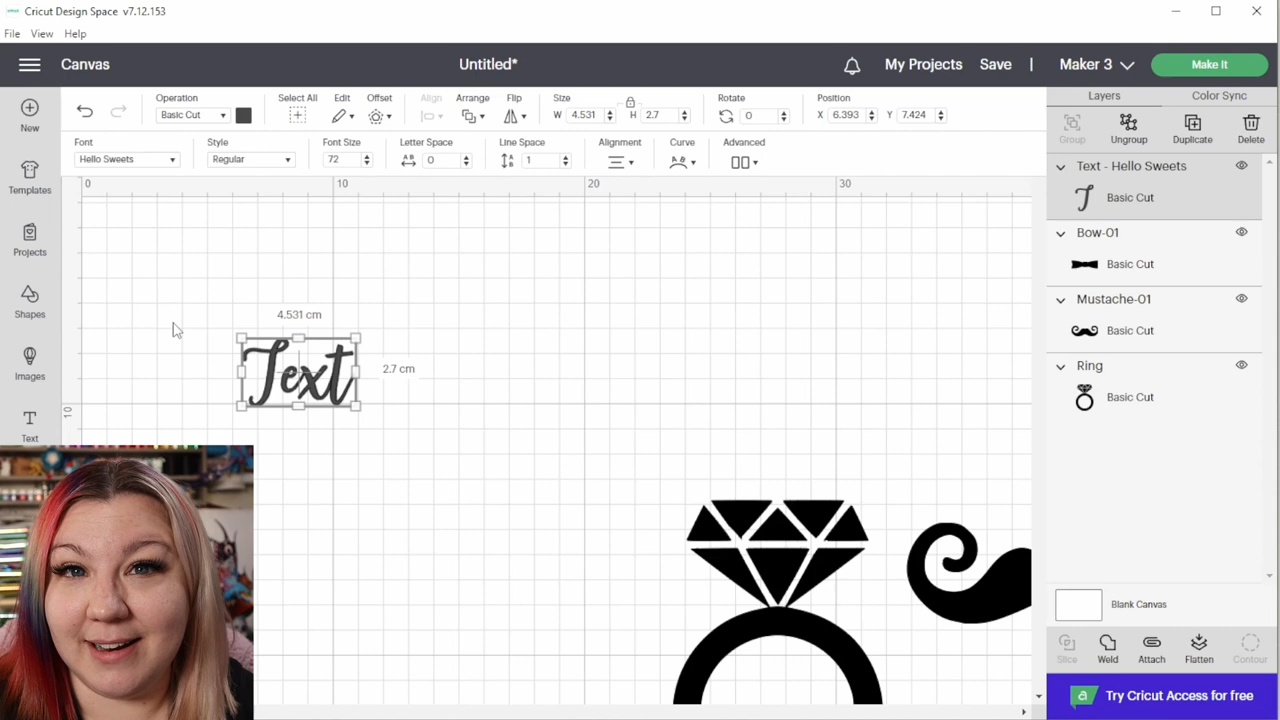 Cricut Design Space v7.12.153
File View Help
Canvas Untitled* My Projects Save | Maker 3 Make It
Operation
Basic Cut
Select All
Edit
Offset
Align
Arrange
Flip
Size
W 4.531 H 2.7
Rotate
0
Position
X 6.393 Y 7.424
Font
Hello Sweets
Style
Regular
Font Size
72
Letter Space
0
Line Space
1
Alignment
Curve
Advanced
New
Templates
Projects
Shapes
Images
Text
0 10 20 30
10
4.531 cm
Text
2.7 cm
Layers Color Sync
Group Ungroup Duplicate Delete
Text - Hello Sweets
Basic Cut
Bow-01
Basic Cut
Mustache-01
Basic Cut
Ring
Basic Cut
Blank Canvas
Slice Weld Attach Flatten Contour
Try Cricut Access for free